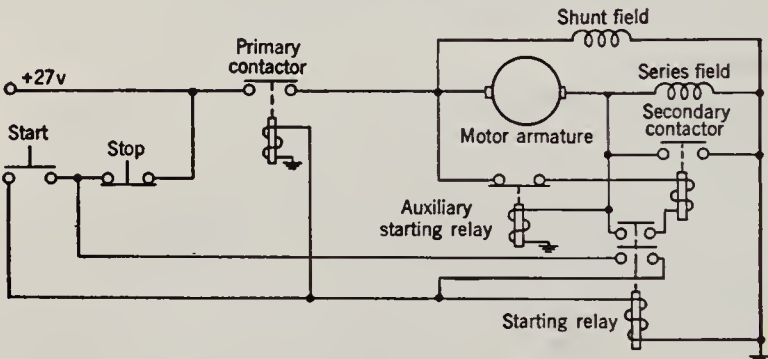 Shunt field
Primary
contactor
+27v
Series field
Secondary
contactor
Motor armature
Start
Stop
Auxiliary
starting relay
Starting relay